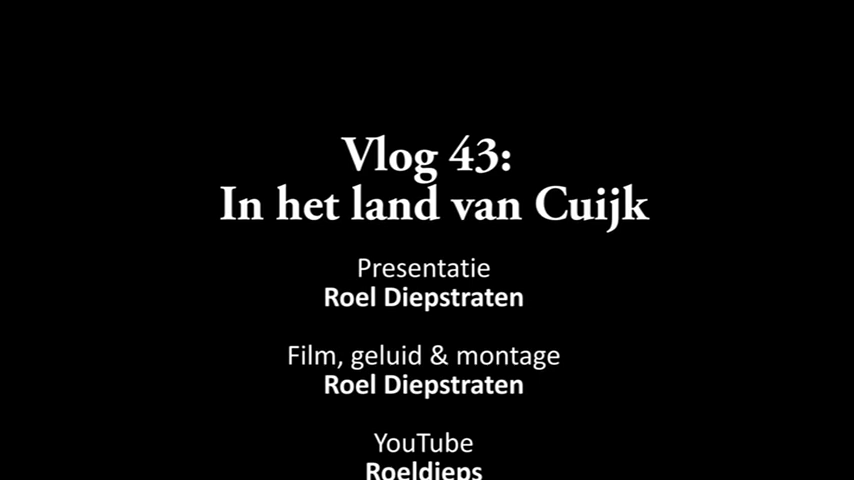 Vlog 43:
In het land van Cuijk
Presentatie
Roel Diepstraten
Film, geluid & montage
Roel Diepstraten
YouTube
Roeldieps